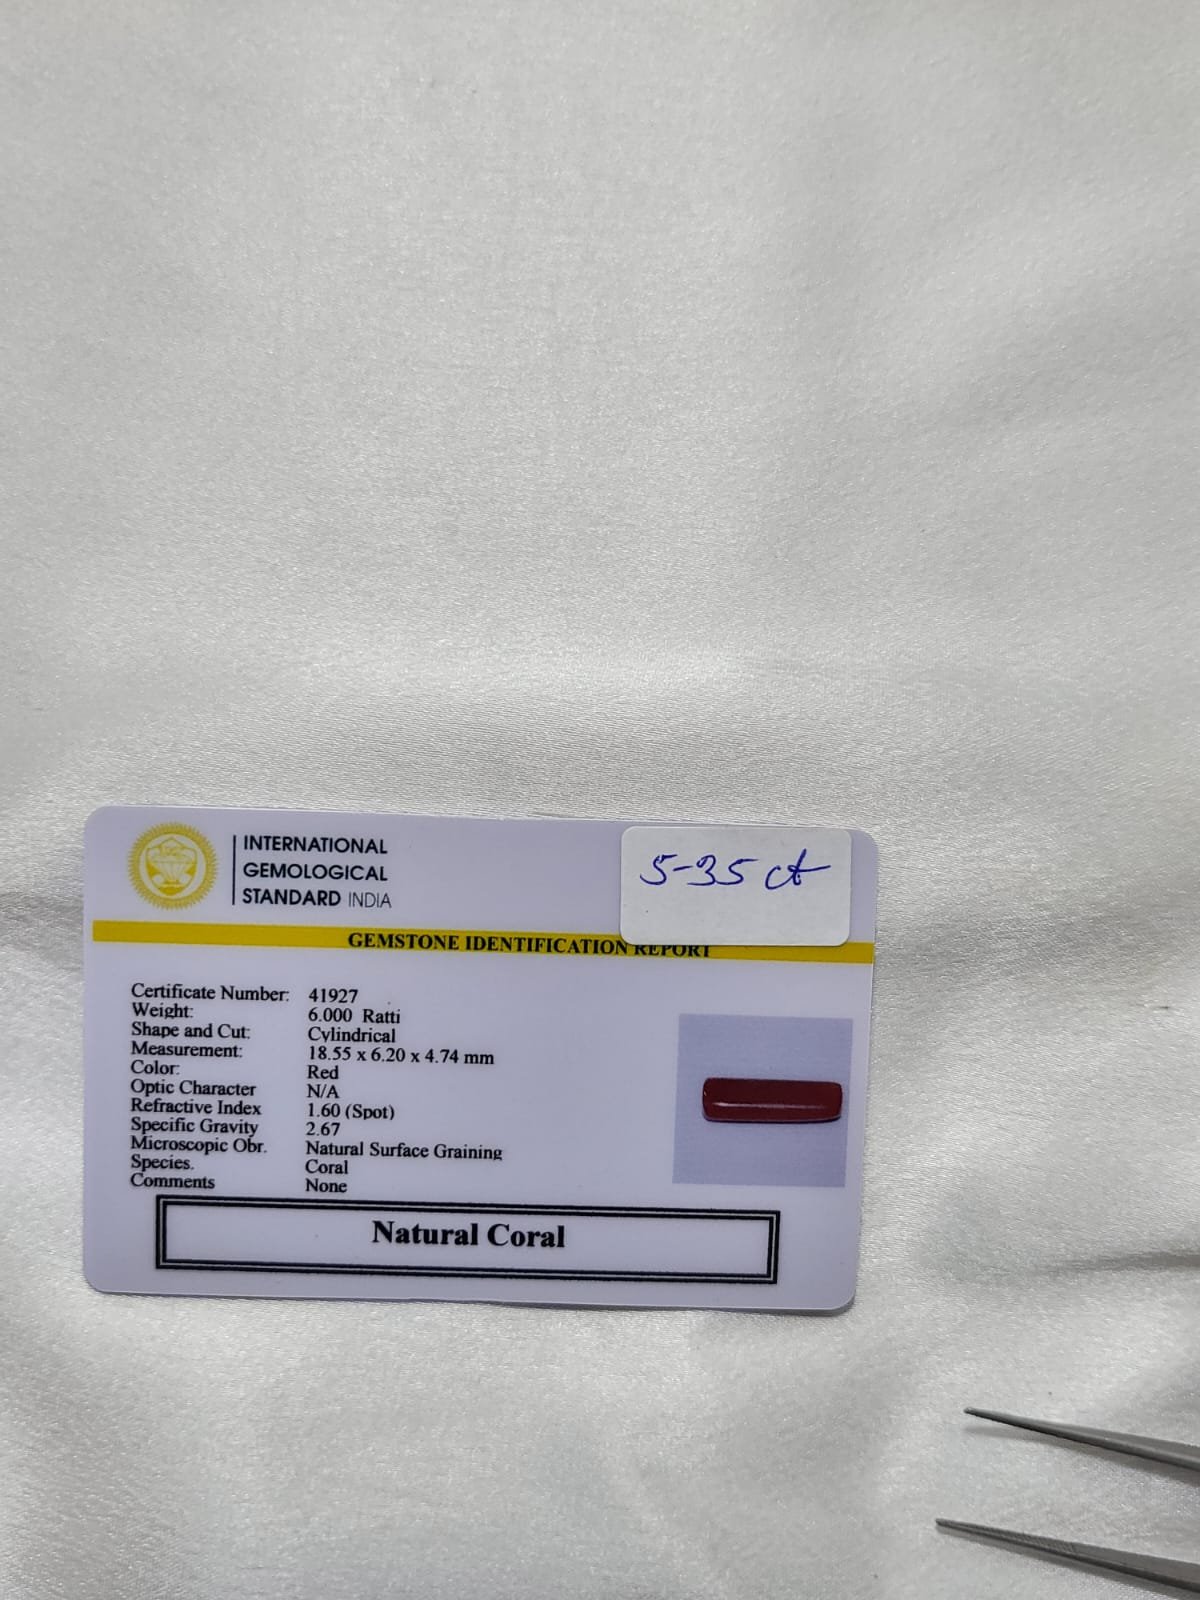 INTERNATIONAL
GEMOLOGICAL
STANDARD INDIA
5-35 ct
GEMSTONE IDENTIFICATION REPORT
Certificate Number: 41927
Weight: 6.000 Ratti
Shape and Cut: Cylindrical
Measurement: 18.55 x 6.20 x 4.74 mm
Color: Red
Optic Character N/A
Refractive Index 1.60 (Spot)
Specific Gravity 2.67
Microscopic Obr. Natural Surface Graining
Species. Coral
Comments None
Natural Coral